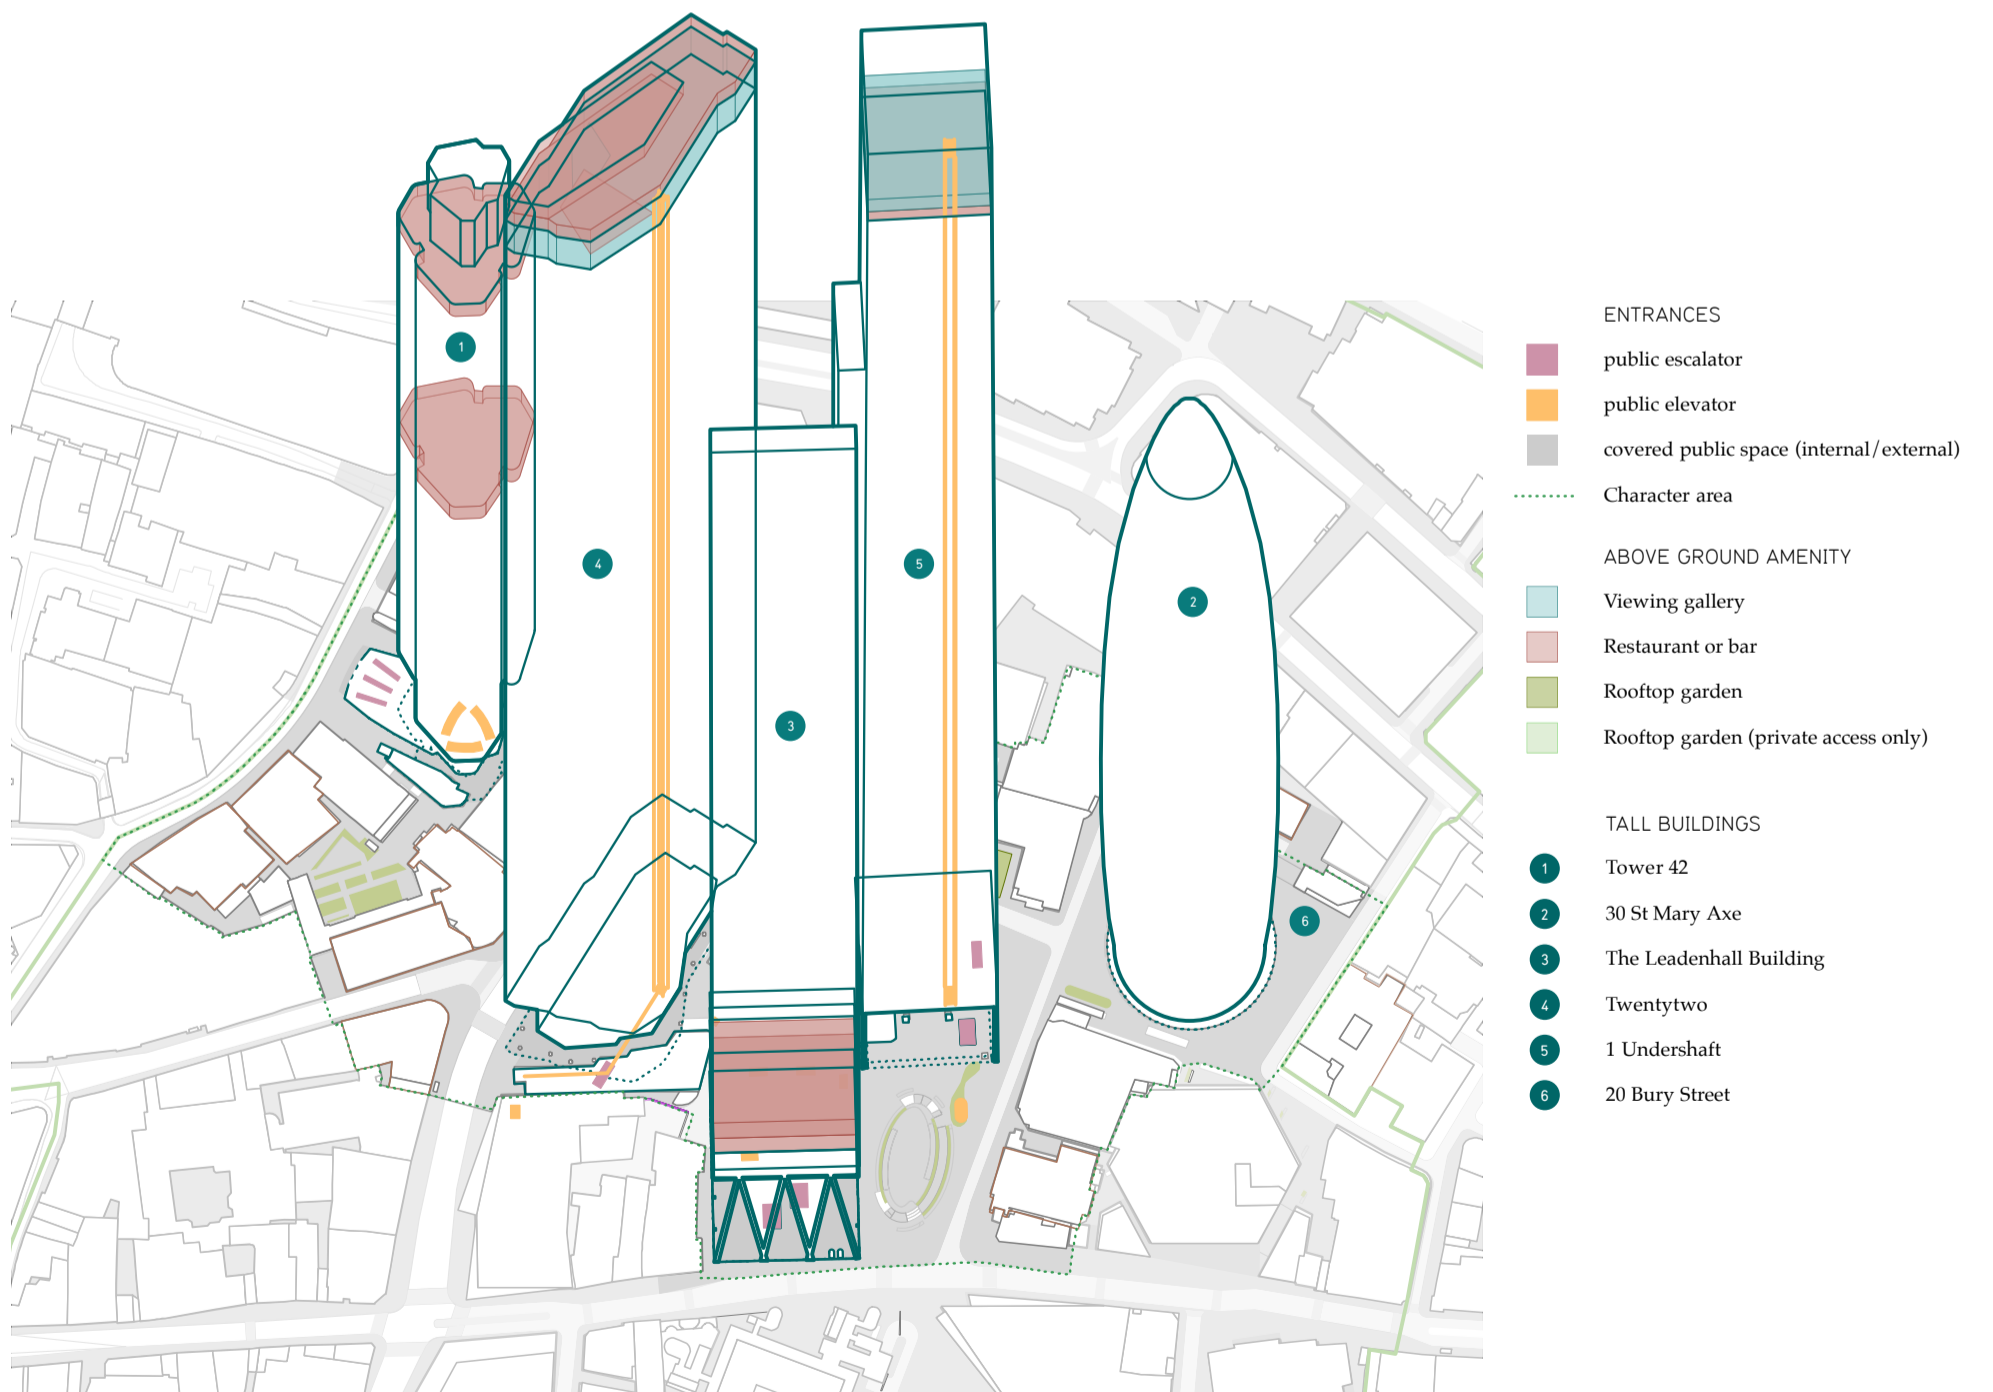 1
4
5
2
3
6
ENTRANCES
public escalator
public elevator
covered public space (internal/external)
Character area
ABOVE GROUND AMENITY
Viewing gallery
Restaurant or bar
Rooftop garden
Rooftop garden (private access only)
TALL BUILDINGS
1 Tower 42
2 30 St Mary Axe
3 The Leadenhall Building
4 Twentytwo
5 1 Undershaft
6 20 Bury Street